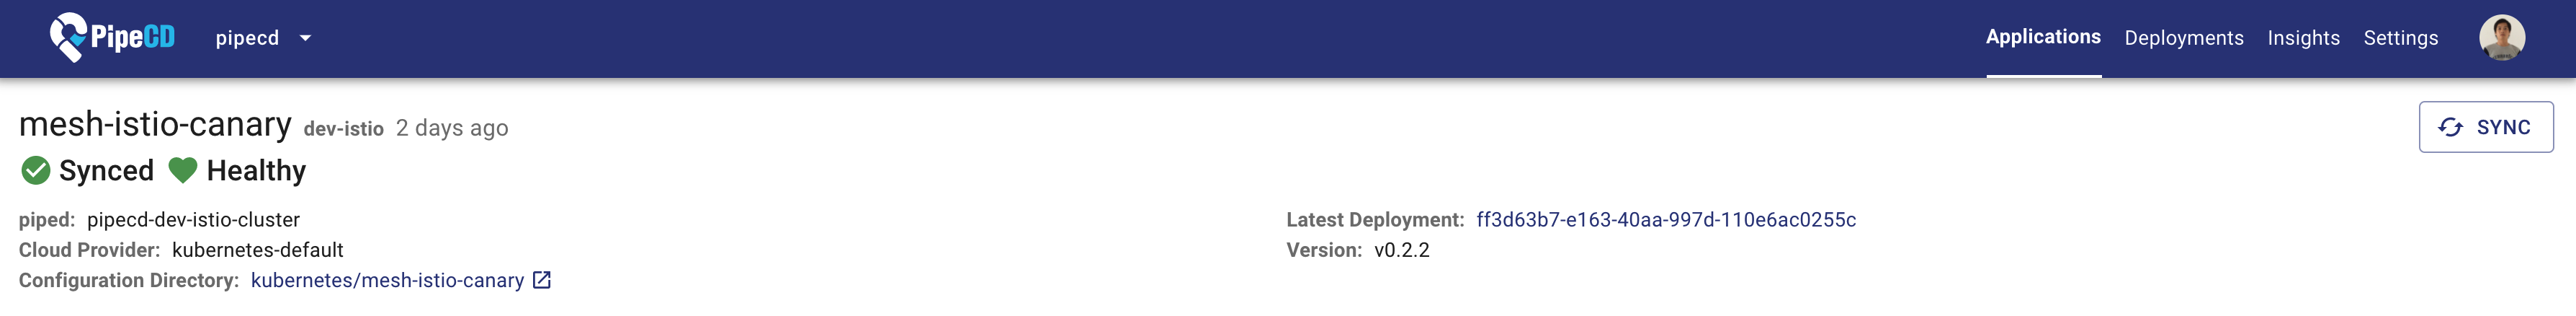 PipeCD pipecd Applications Deployments Insights Settings
mesh-istio-canary dev-istio 2 days ago SYNC
Synced Healthy
piped: pipecd-dev-istio-cluster
Cloud Provider: kubernetes-default
Configuration Directory: kubernetes/mesh-istio-canary
Latest Deployment: ff3d63b7-e163-40aa-997d-110e6ac0255c
Version: v0.2.2